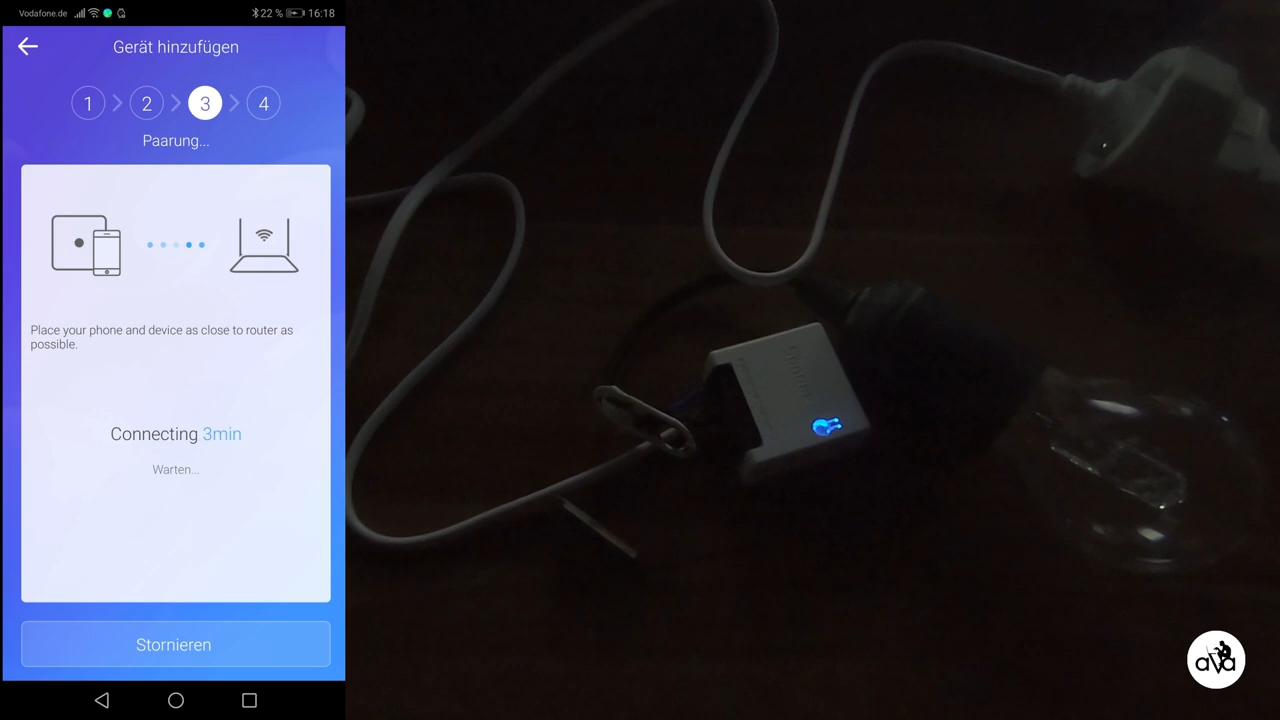 Vodafone.de
22 %
16:18
Gerät hinzufügen
1
2
3
4
Paarung...
Place your phone and device as close to router as
possible.
Connecting 3min
Warten...
Stornieren
ava